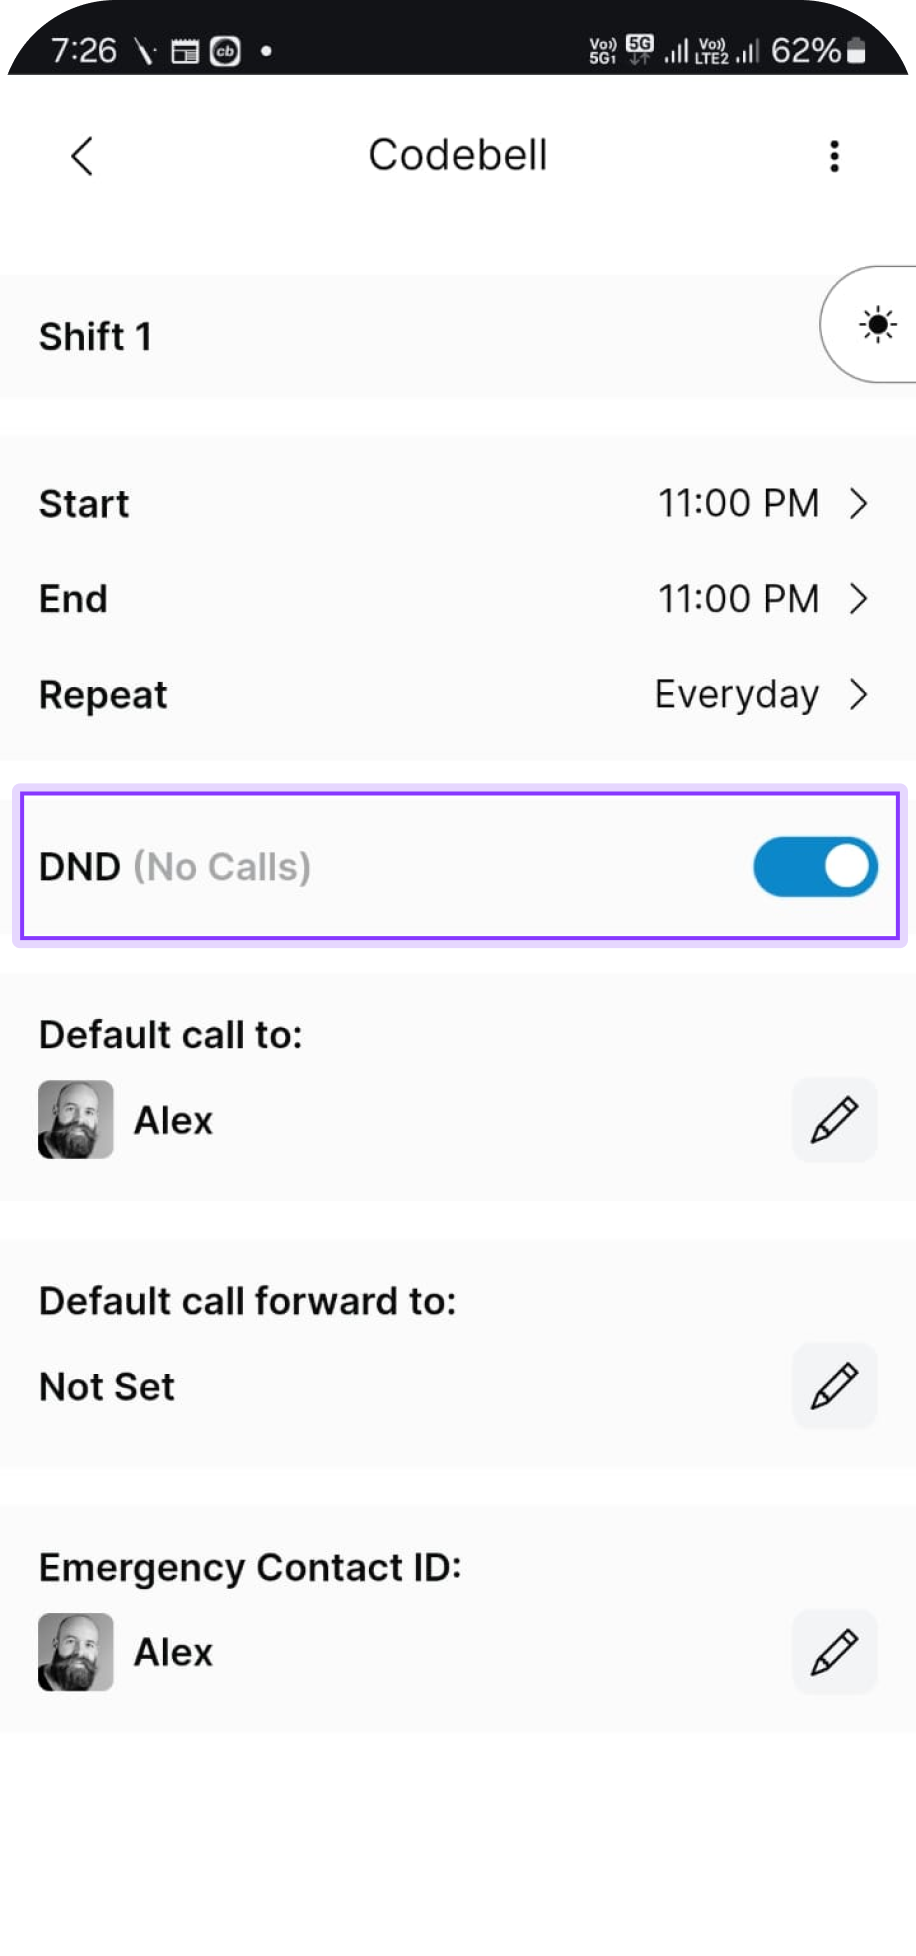 7:26 cb Vo)) 5G1 5G Vo)) LTE2 62%
Codebell
Shift 1
Start 11:00 PM
End 11:00 PM
Repeat Everyday
DND (No Calls)
Default call to:
Alex
Default call forward to:
Not Set
Emergency Contact ID:
Alex